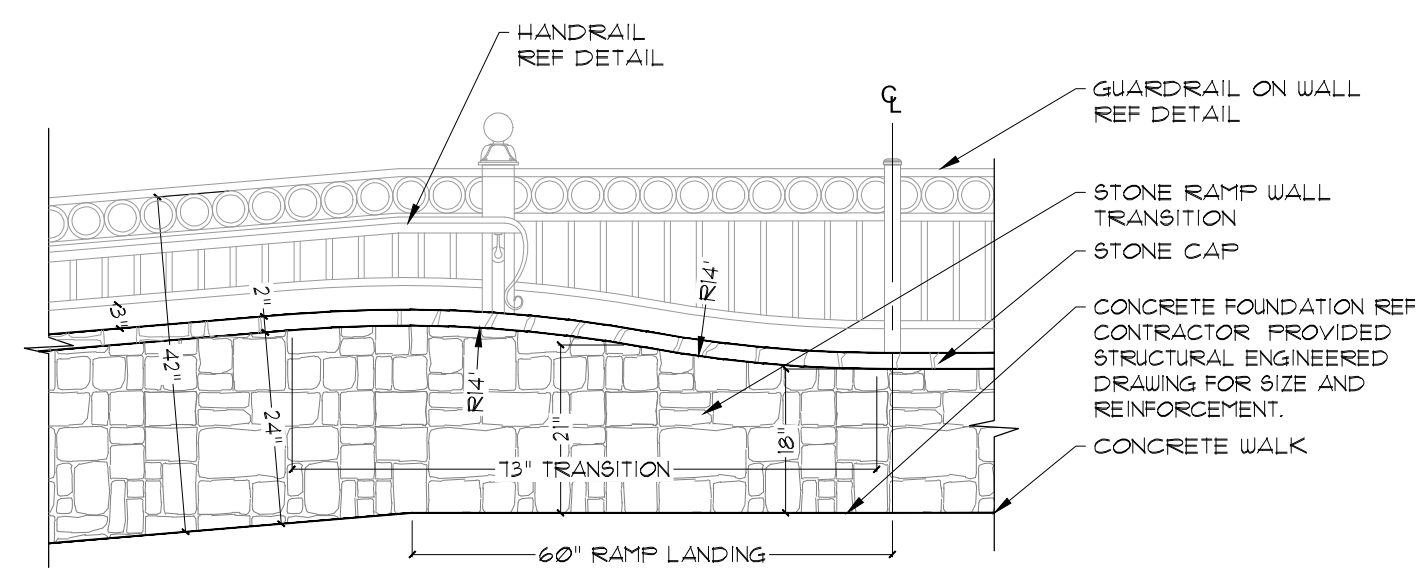 HANDRAIL
REF DETAIL
℄
GUARDRAIL ON WALL
REF DETAIL
STONE RAMP WALL
TRANSITION
STONE CAP
CONCRETE FOUNDATION REF
CONTRACTOR PROVIDED
STRUCTURAL ENGINEERED
DRAWING FOR SIZE AND
REINFORCEMENT.
CONCRETE WALK
3"
2"
42"
24"
R14'
R14'
21"
18"
73" TRANSITION
60" RAMP LANDING